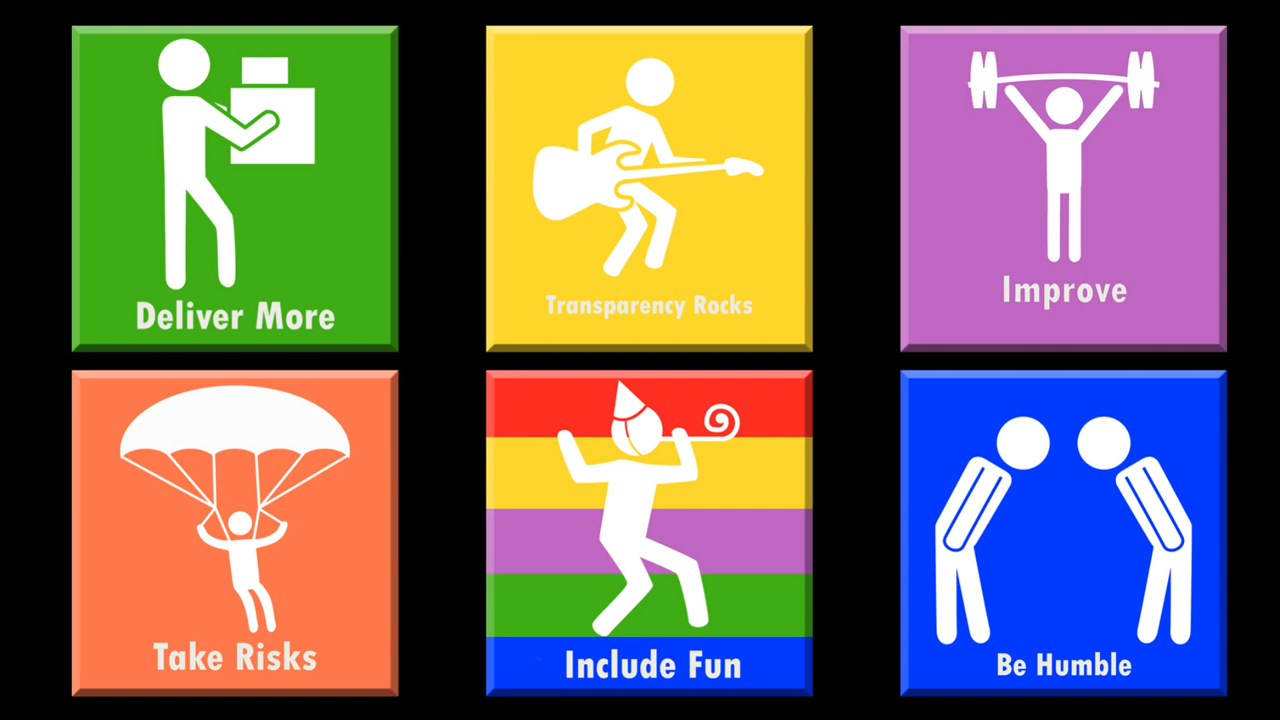 Deliver More
Transparency Rocks
Improve
Take Risks
Include Fun
Be Humble